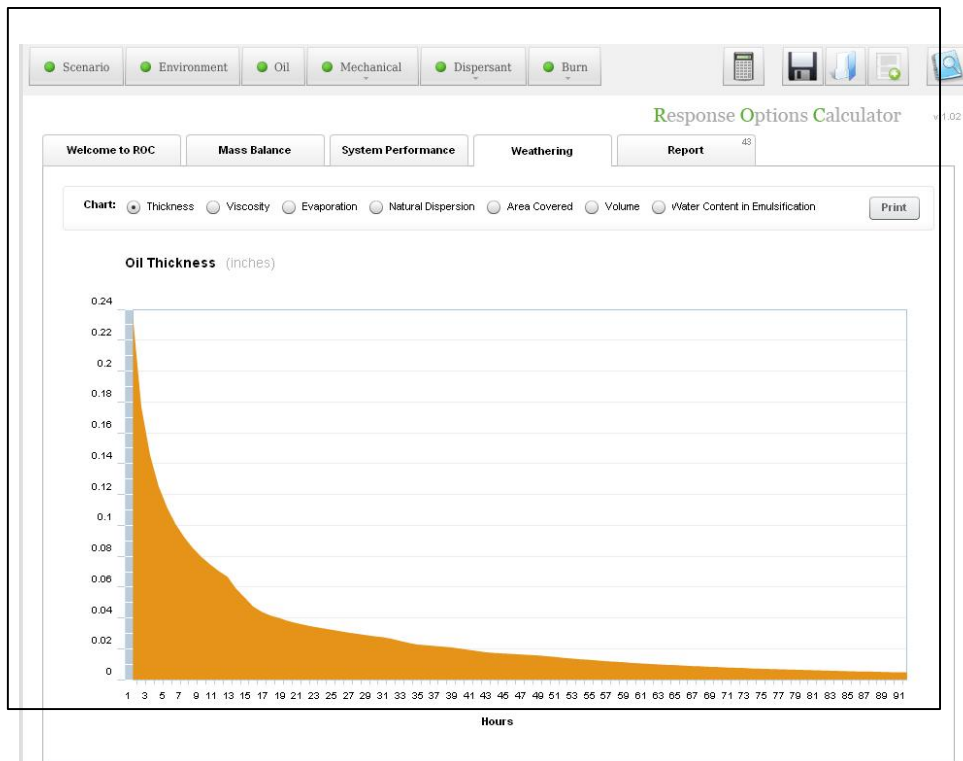 Scenario Environment Oil Mechanical Dispersant Burn
Response Options Calculator v 1.02
Welcome to ROC Mass Balance System Performance Weathering Report 43
Chart: Thickness Viscosity Evaporation Natural Dispersion Area Covered Volume Water Content in Emulsification Print
Oil Thickness (inches)
0.24
0.22
0.2
0.18
0.16
0.14
0.12
0.1
0.08
0.06
0.04
0.02
0
1 3 5 7 9 11 13 15 17 19 21 23 25 27 29 31 33 35 37 39 41 43 45 47 49 51 53 55 57 59 61 63 65 67 69 71 73 75 77 79 81 83 85 87 89 91
Hours